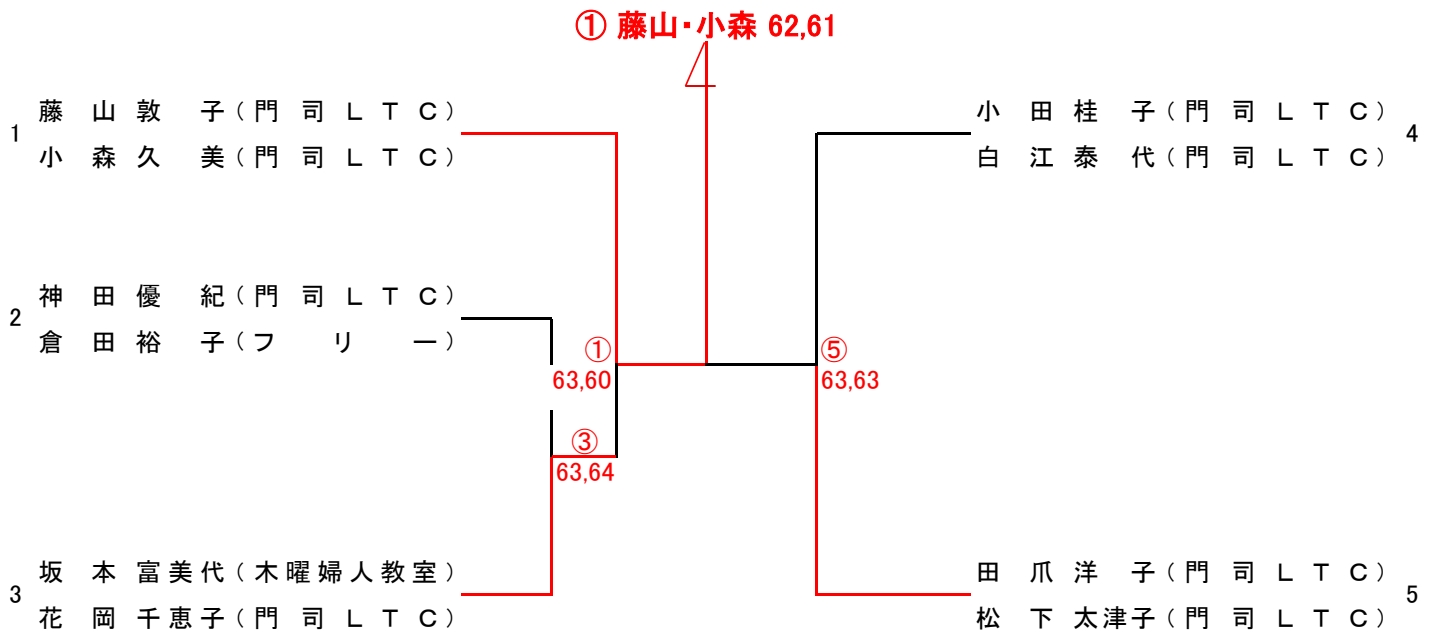 ① 藤山・小森 62,61
1
藤 山 敦 子(門 司 L T C)
小 森 久 美(門 司 L T C)
2
神 田 優 紀(門 司 L T C)
倉 田 裕 子(フ リ ー)
①
63,60
③
63,64
3
坂 本 富美代(木曜婦人教室)
花 岡 千恵子(門 司 L T C)
小 田 桂 子(門 司 L T C)
白 江 泰 代(門 司 L T C)
4
⑤
63,63
田 爪 洋 子(門 司 L T C)
松 下 太津子(門 司 L T C)
5